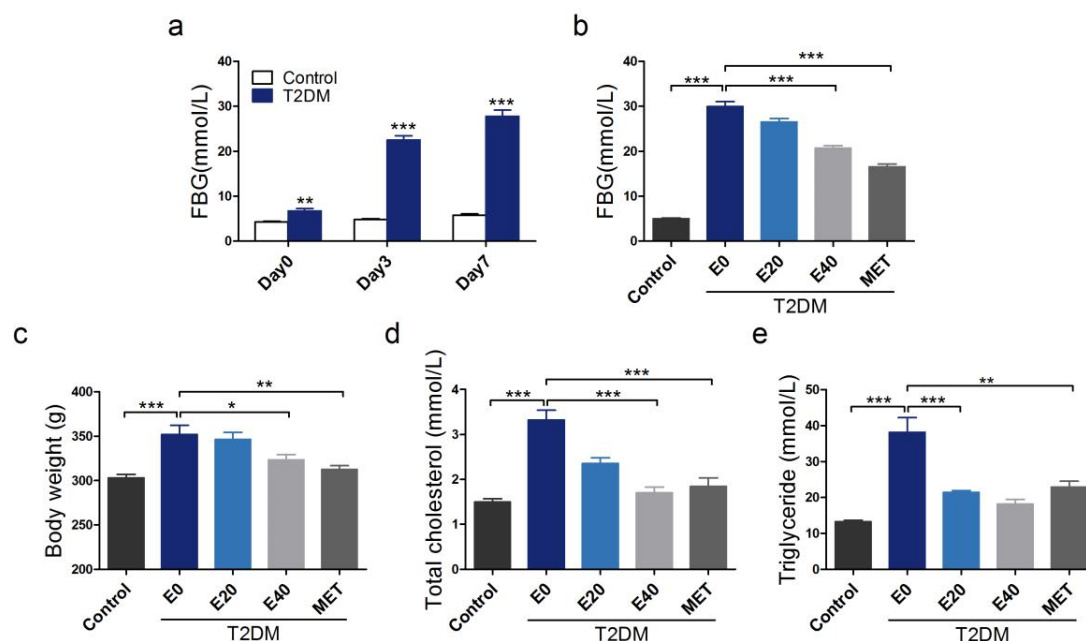 a
FBG(mmol/L)
40
30
20
10
0
Control
T2DM
**
***
***
Day0
Day3
Day7
b
FBG(mmol/L)
40
30
20
10
0
***
***
***
Control
E0
E20
E40
MET
T2DM
c
Body weight (g)
400
350
300
250
200
**
***
*
Control
E0
E20
E40
MET
T2DM
d
Total cholesterol (mmol/L)
4
3
2
1
0
***
***
***
Control
E0
E20
E40
MET
T2DM
e
Triglyceride (mmol/L)
50
40
30
20
10
0
**
***
***
Control
E0
E20
E40
MET
T2DM